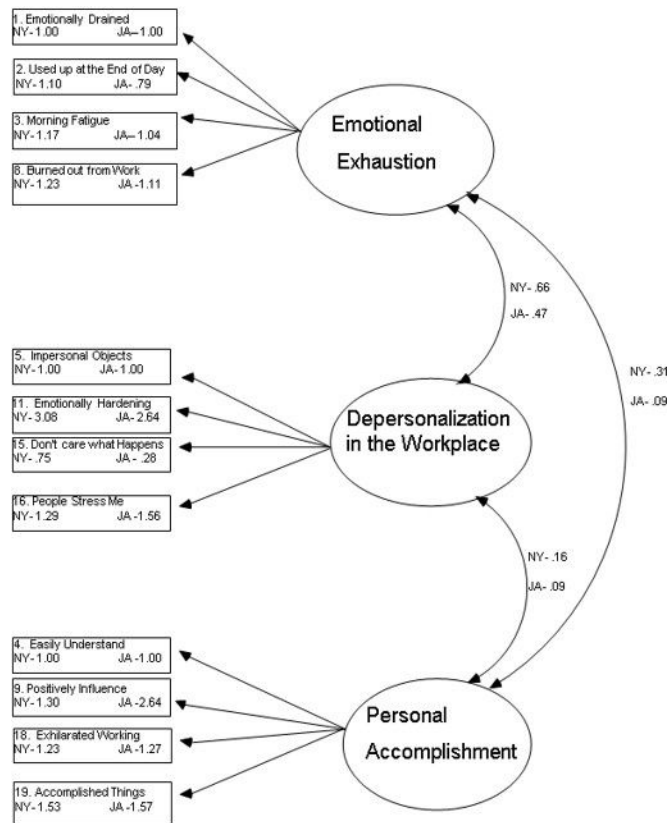 1. Emotionally Drained
NY-1.00 JA--1.00
2. Used up at the End of Day
NY-1.10 JA-.79
3. Morning Fatigue
NY-1.17 JA--1.04
8. Burned out from Work
NY-1.23 JA-1.11
Emotional
Exhaustion
NY-.66
JA-.47
NY-.31
JA-.09
5. Impersonal Objects
NY-1.00 JA-1.00
11. Emotionally Hardening
NY-3.08 JA-2.64
15. Don't care what Happens
NY-.75 JA-.28
16. People Stress Me
NY-1.29 JA-1.56
Depersonalization
in the Workplace
NY-.16
JA-.09
4. Easily Understand
NY-1.00 JA-1.00
9. Positively Influence
NY-1.30 JA-2.64
18. Exhilarated Working
NY-1.23 JA-1.27
19. Accomplished Things
NY-1.53 JA-1.57
Personal
Accomplishment